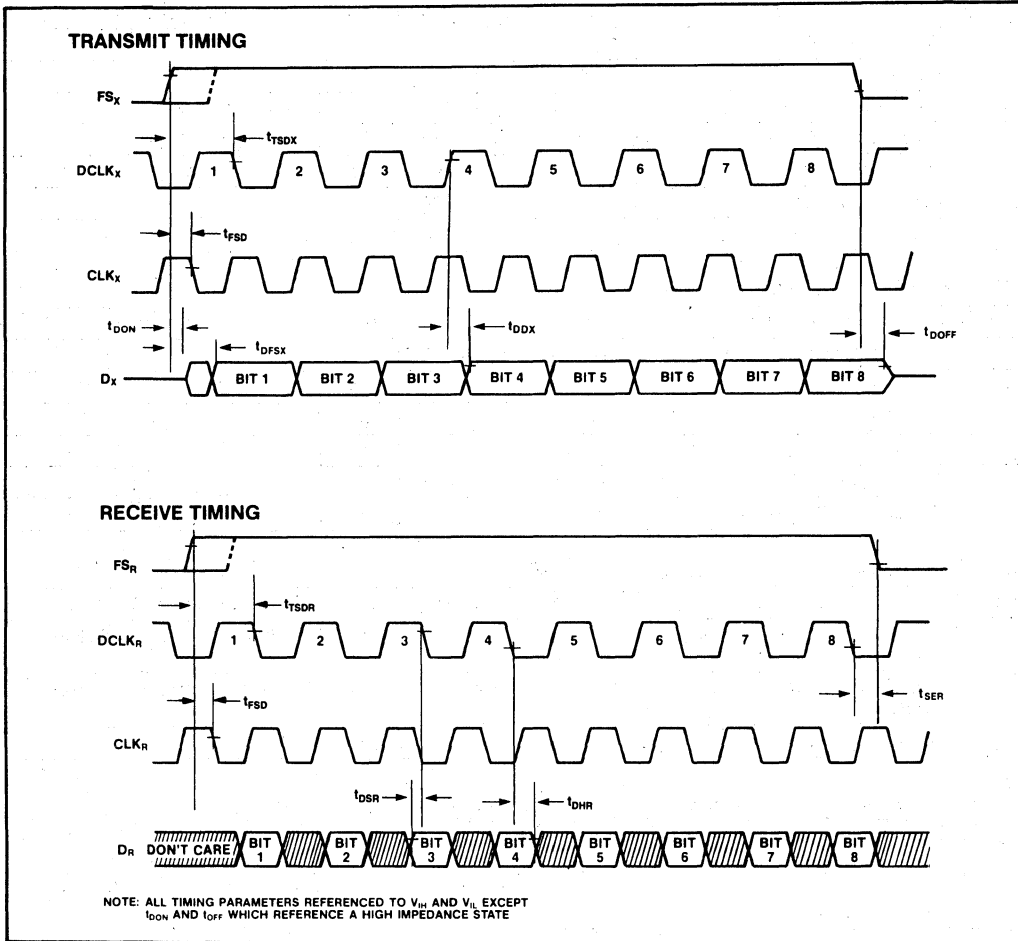 TRANSMIT TIMING
FSX
tTSDX
DCLKX
1 2 3 4 5 6 7 8
tFSD
CLKX
tDON
tDDX
tDOFF
tDFSX
DX
BIT 1 BIT 2 BIT 3 BIT 4 BIT 5 BIT 6 BIT 7 BIT 8
RECEIVE TIMING
FSR
tTSDR
DCLKR
1 2 3 4 5 6 7 8
tSER
tFSD
CLKR
tDSR
tDHR
DR
DON'T CARE
BIT 1
BIT 2
BIT 3
BIT 4
BIT 5
BIT 6
BIT 7
BIT 8
NOTE: ALL TIMING PARAMETERS REFERENCED TO VIH AND VIL EXCEPT
tDON AND tOFF WHICH REFERENCE A HIGH IMPEDANCE STATE